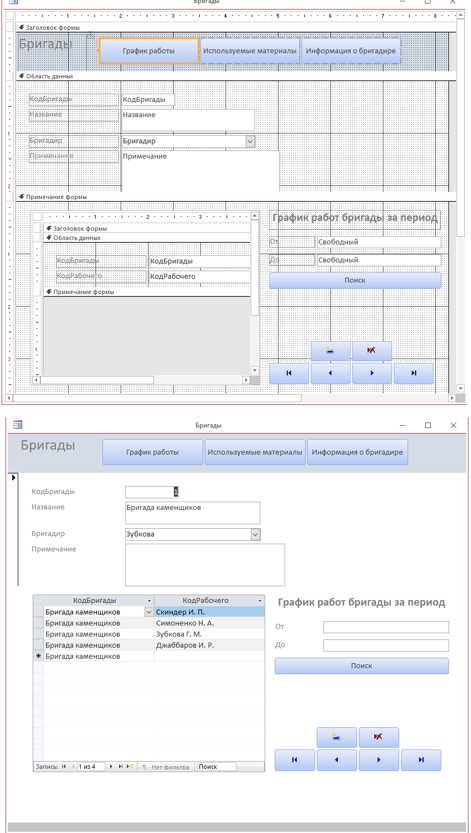 Бригады
Заголовок формы
Бригады
График работы
Используемые материалы
Информация о бригадире
Область данных
КодБригады
КодБригады
Название
Название
Бригадир
Бригадир
Примечание
Примечание
Примечание формы
Заголовок формы
Область данных
КодБригады
КодБригады
КодРабочего
КодРабочего
Примечание формы
График работ бригады за период
От
Свободный
До
Свободный
Поиск
Бригады
Бригады
График работы
Используемые материалы
Информация о бригадире
КодБригады
1
Название
Бригада каменщиков
Бригадир
Зубкова
Примечание
КодБригады КодРабочего
Бригада каменщиков Скиндер И. П.
Бригада каменщиков Симоненко Н. А.
Бригада каменщиков Зубкова Г. М.
Бригада каменщиков Джаббаров И. Р.
Бригада каменщиков
Запись: 1 из 4 Нет фильтра Поиск
График работ бригады за период
От
До
Поиск